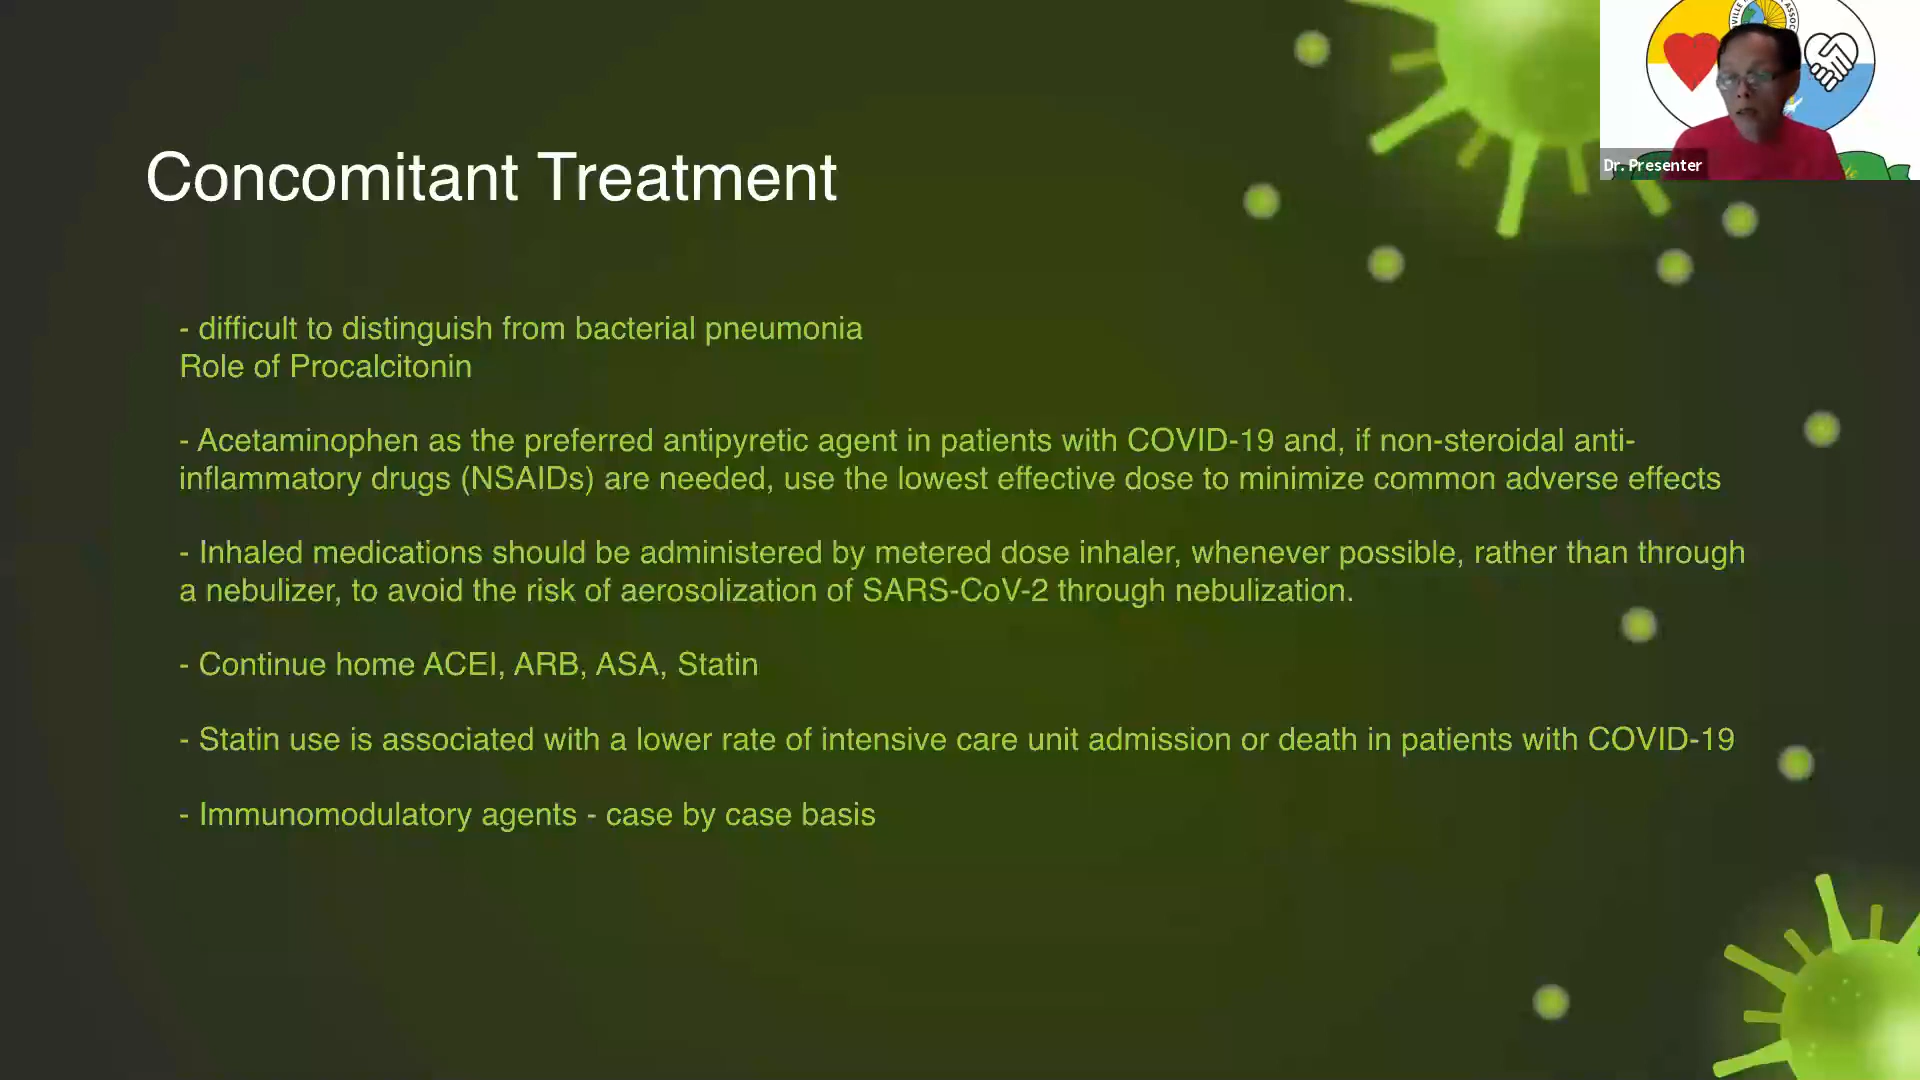 Concomitant Treatment
- difficult to distinguish from bacterial pneumonia
Role of Procalcitonin
- Acetaminophen as the preferred antipyretic agent in patients with COVID-19 and, if non-steroidal anti-
inflammatory drugs (NSAIDs) are needed, use the lowest effective dose to minimize common adverse effects
- Inhaled medications should be administered by metered dose inhaler, whenever possible, rather than through
a nebulizer, to avoid the risk of aerosolization of SARS-CoV-2 through nebulization.
- Continue home ACEI, ARB, ASA, Statin
- Statin use is associated with a lower rate of intensive care unit admission or death in patients with COVID-19
- Immunomodulatory agents - case by case basis
Dr. Presenter